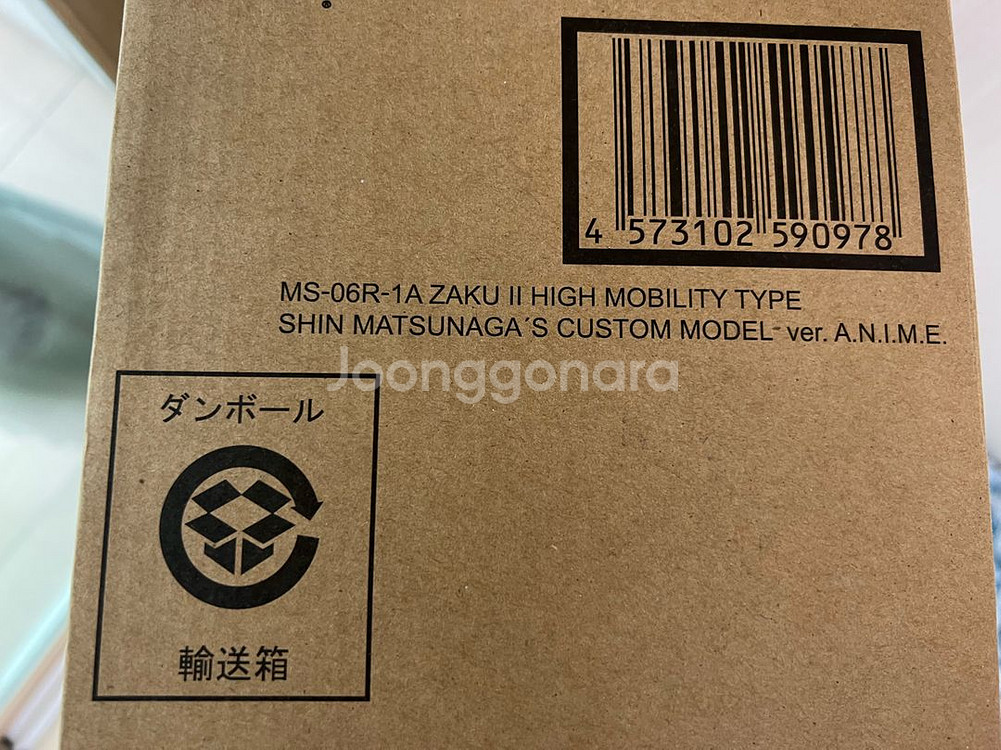 4 573102 590978
MS-06R-1A ZAKU II HIGH MOBILITY TYPE
SHIN MATSUNAGA´S CUSTOM MODEL ver. A.N.I.M.E.
Joonggonara
ダンボール
輸送箱